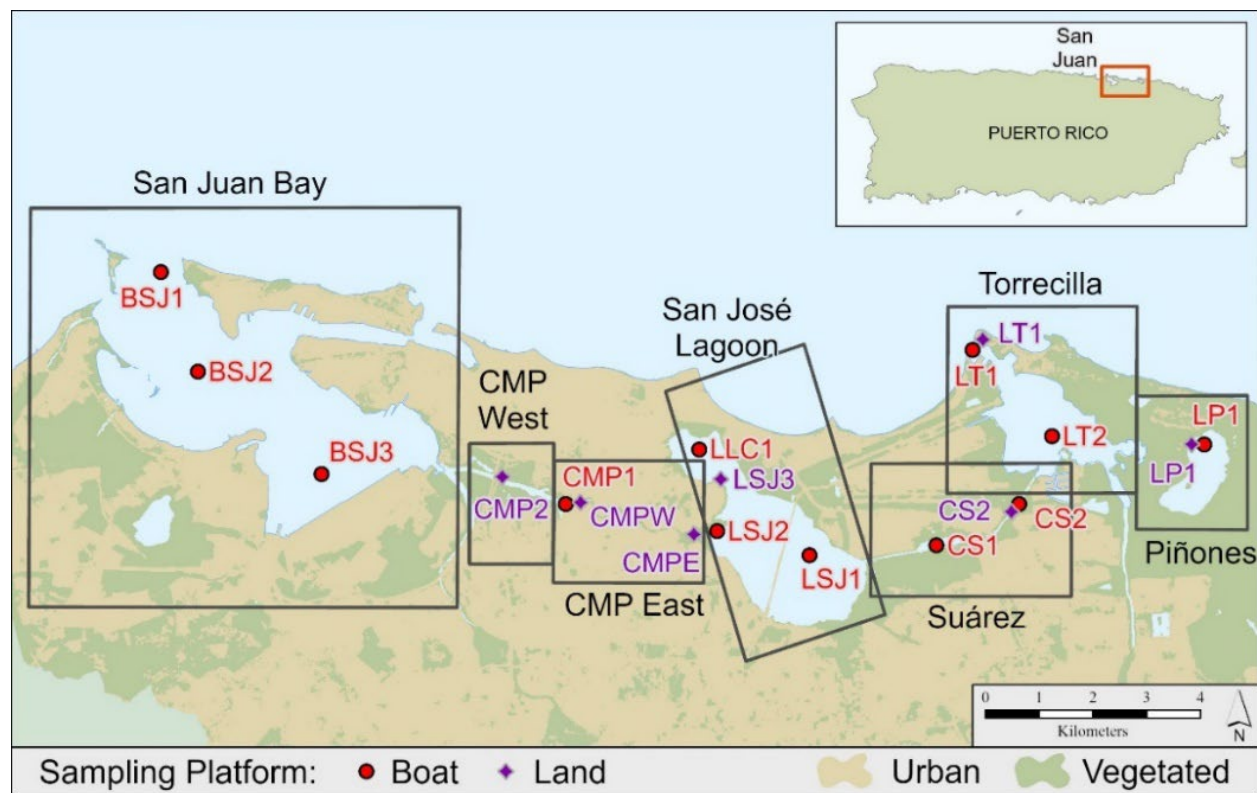 San
Juan
PUERTO RICO
San Juan Bay
BSJ1
BSJ2
BSJ3
CMP
West
CMP2
CMP1
CMPW
CMPE
CMP East
San José
Lagoon
LLC1
LSJ3
LSJ2
LSJ1
Torrecilla
LT1
LT1
LT2
CS2
CS2
CS1
Suárez
LP1
LP1
Piñones
0 1 2 3 4
Kilometers
N
Sampling Platform: Boat Land Urban Vegetated